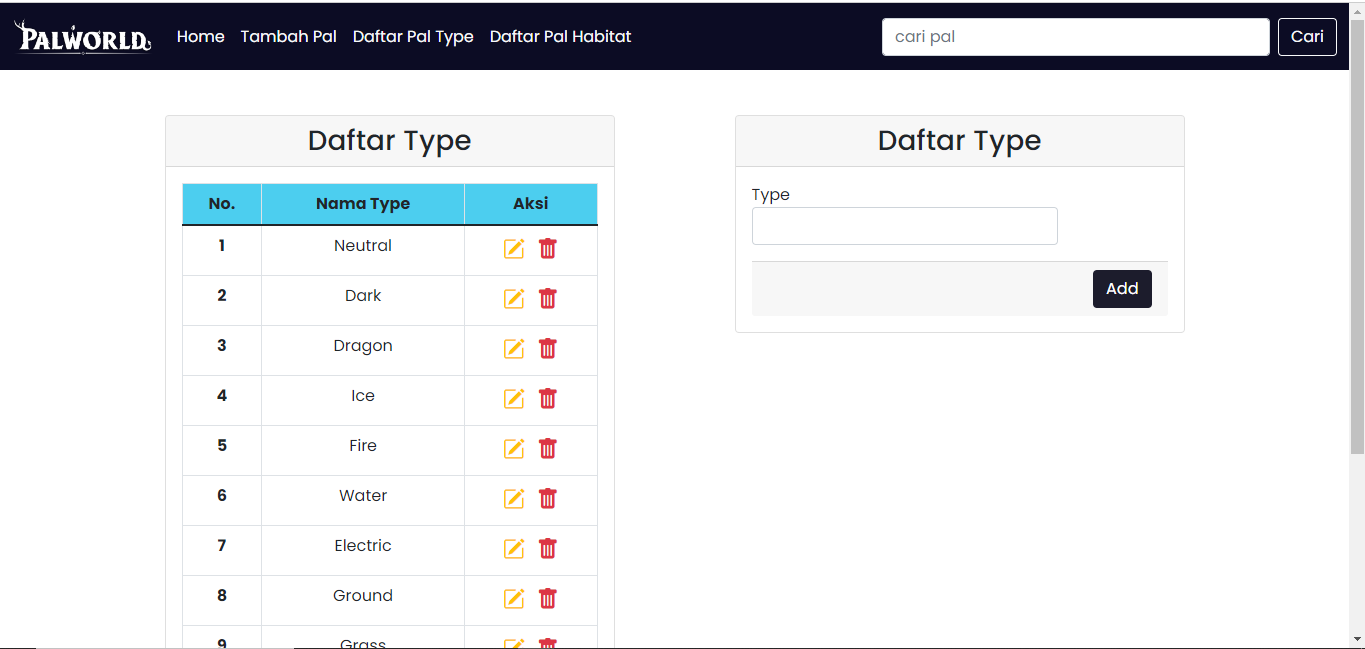 PALWORLD Home Tambah Pal Daftar Pal Type Daftar Pal Habitat cari pal Cari
Daftar Type
No. Nama Type Aksi
1 Neutral
2 Dark
3 Dragon
4 Ice
5 Fire
6 Water
7 Electric
8 Ground
9 Grass
Daftar Type
Type
Add